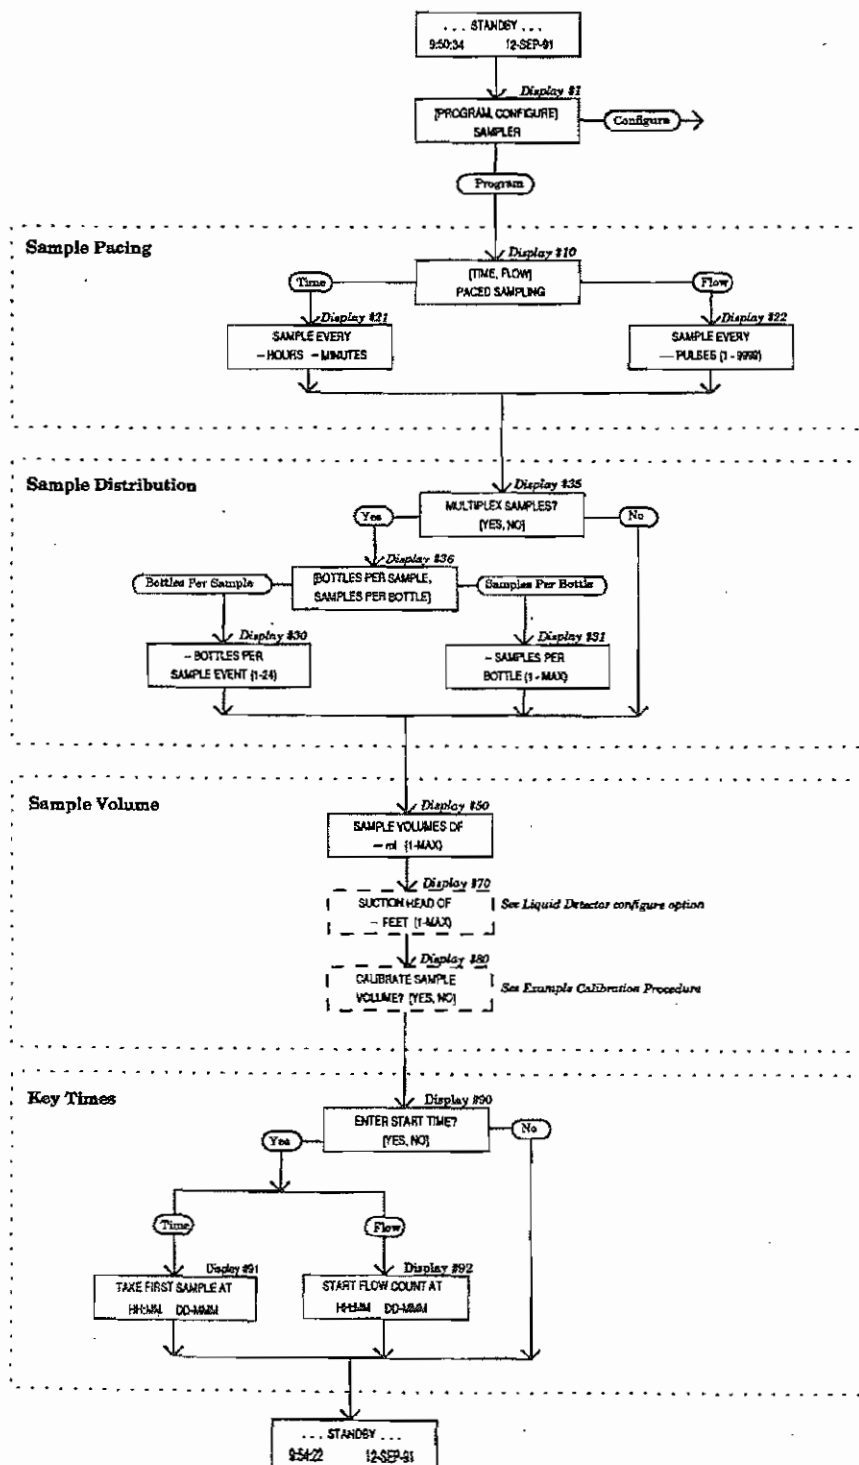 ... STANDBY ...
9:50:34 12-SEP-91
Display #1
[PROGRAM, CONFIGURE]
SAMPLER
Configure
Program
Sample Pacing
Display #10
[TIME, FLOW]
PACED SAMPLING
Time
Flow
Display #21
SAMPLE EVERY
-- HOURS -- MINUTES
Display #22
SAMPLE EVERY
--- PULSES (1 - 9999)
Sample Distribution
Display #35
MULTIPLEX SAMPLES?
[YES, NO]
Yes
No
Display #36
[BOTTLES PER SAMPLE,
SAMPLES PER BOTTLE]
Bottles Per Sample
Samples Per Bottle
Display #30
-- BOTTLES PER
SAMPLE EVENT (1-24)
Display #31
-- SAMPLES PER
BOTTLE (1 - MAX)
Sample Volume
Display #50
SAMPLE VOLUMES OF
--- ml (1-MAX)
Display #70
SUCTION HEAD OF
-- FEET (1-MAX)
See Liquid Detector configure option
Display #80
CALIBRATE SAMPLE
VOLUME? [YES, NO]
See Example Calibration Procedure
Key Times
Display #90
ENTER START TIME?
[YES, NO]
Yes
No
Time
Flow
Display #91
TAKE FIRST SAMPLE AT
HH:MM DD-MMM
Display #92
START FLOW COUNT AT
HH:MM DD-MMM
... STANDBY ...
9:54:22 12-SEP-91